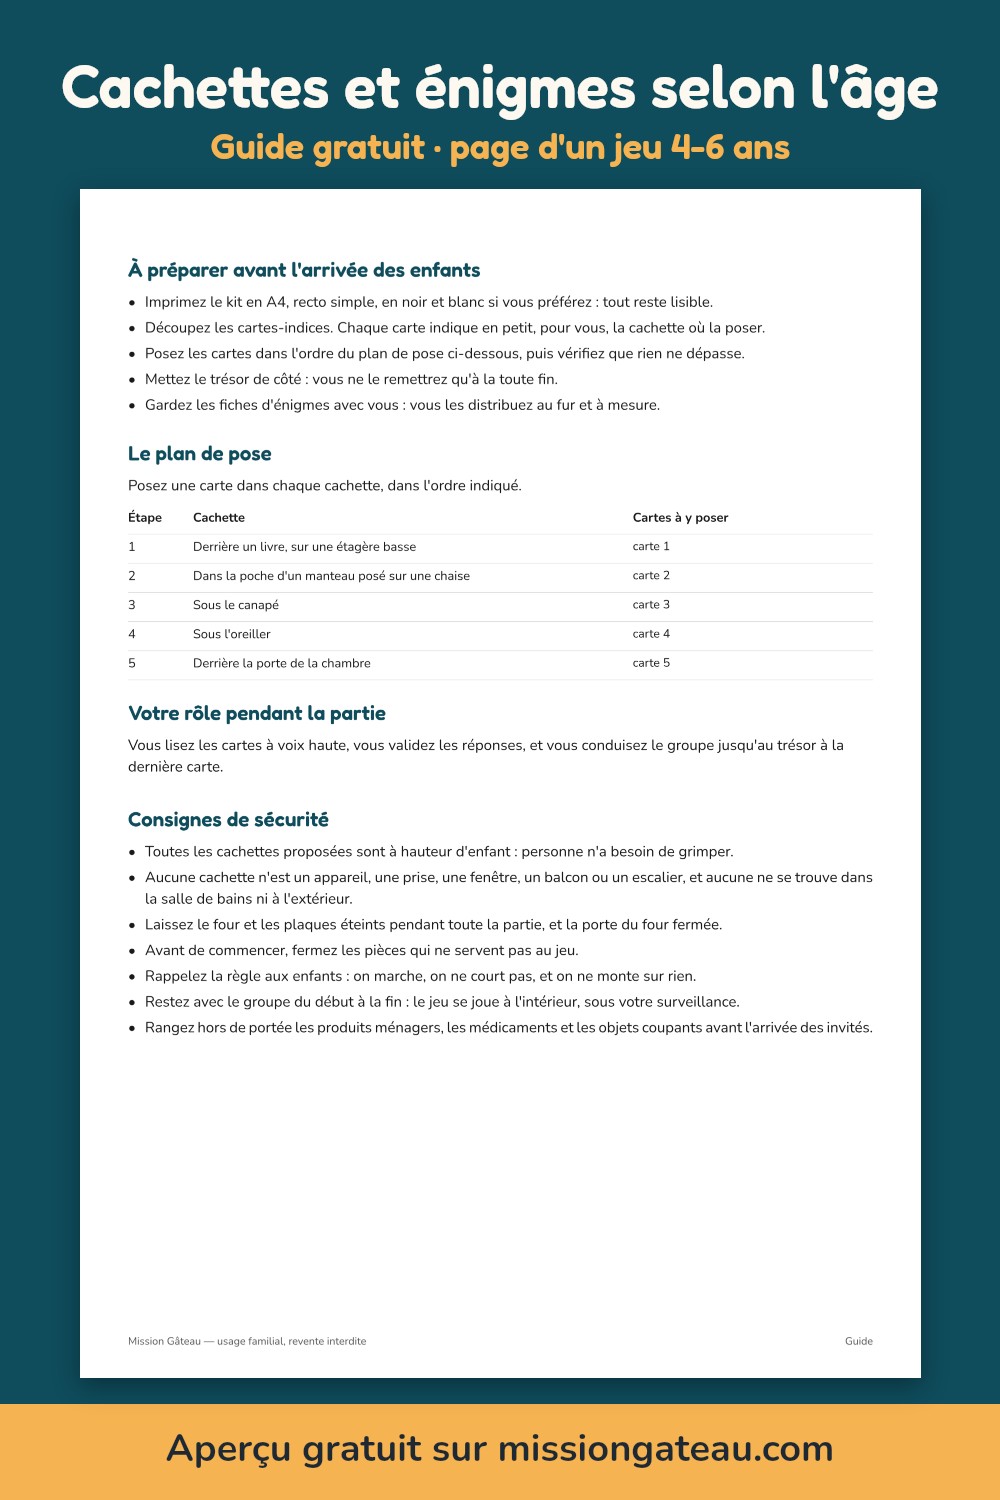 Cachettes et énigmes selon l'âge
Guide gratuit · page d'un jeu 4-6 ans
À préparer avant l'arrivée des enfants
• Imprimez le kit en A4, recto simple, en noir et blanc si vous préférez : tout reste lisible.
• Découpez les cartes-indices. Chaque carte indique en petit, pour vous, la cachette où la poser.
• Posez les cartes dans l'ordre du plan de pose ci-dessous, puis vérifiez que rien ne dépasse.
• Mettez le trésor de côté : vous ne le remettrez qu'à la toute fin.
• Gardez les fiches d'énigmes avec vous : vous les distribuez au fur et à mesure.
Le plan de pose
Posez une carte dans chaque cachette, dans l'ordre indiqué.
Étape Cachette Cartes à y poser
1 Derrière un livre, sur une étagère basse carte 1
2 Dans la poche d'un manteau posé sur une chaise carte 2
3 Sous le canapé carte 3
4 Sous l'oreiller carte 4
5 Derrière la porte de la chambre carte 5
Votre rôle pendant la partie
Vous lisez les cartes à voix haute, vous validez les réponses, et vous conduisez le groupe jusqu'au trésor à la
dernière carte.
Consignes de sécurité
• Toutes les cachettes proposées sont à hauteur d'enfant : personne n'a besoin de grimper.
• Aucune cachette n'est un appareil, une prise, une fenêtre, un balcon ou un escalier, et aucune ne se trouve dans
la salle de bains ni à l'extérieur.
• Laissez le four et les plaques éteints pendant toute la partie, et la porte du four fermée.
• Avant de commencer, fermez les pièces qui ne servent pas au jeu.
• Rappelez la règle aux enfants : on marche, on ne court pas, et on ne monte sur rien.
• Restez avec le groupe du début à la fin : le jeu se joue à l'intérieur, sous votre surveillance.
• Rangez hors de portée les produits ménagers, les médicaments et les objets coupants avant l'arrivée des invités.
Mission Gâteau — usage familial, revente interdite Guide
Aperçu gratuit sur missiongateau.com